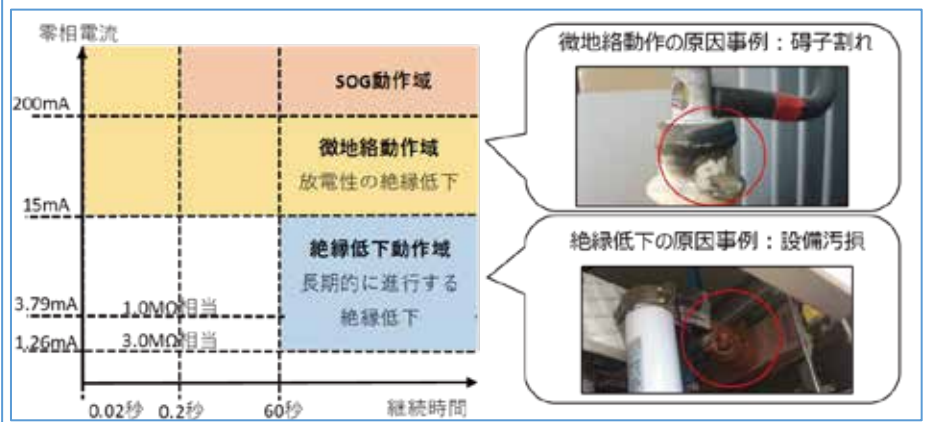 零相電流
200mA
15mA
3.79mA
1.26mA
SOG動作域
微地絡動作域
放電性の絶縁低下
絶縁低下動作域
長期的に進行する
絶縁低下
1.0MΩ相当
3.0MΩ相当
0.02秒 0.2秒 60秒 継続時間
微地絡動作の原因事例：碍子割れ
絶縁低下の原因事例：設備汚損